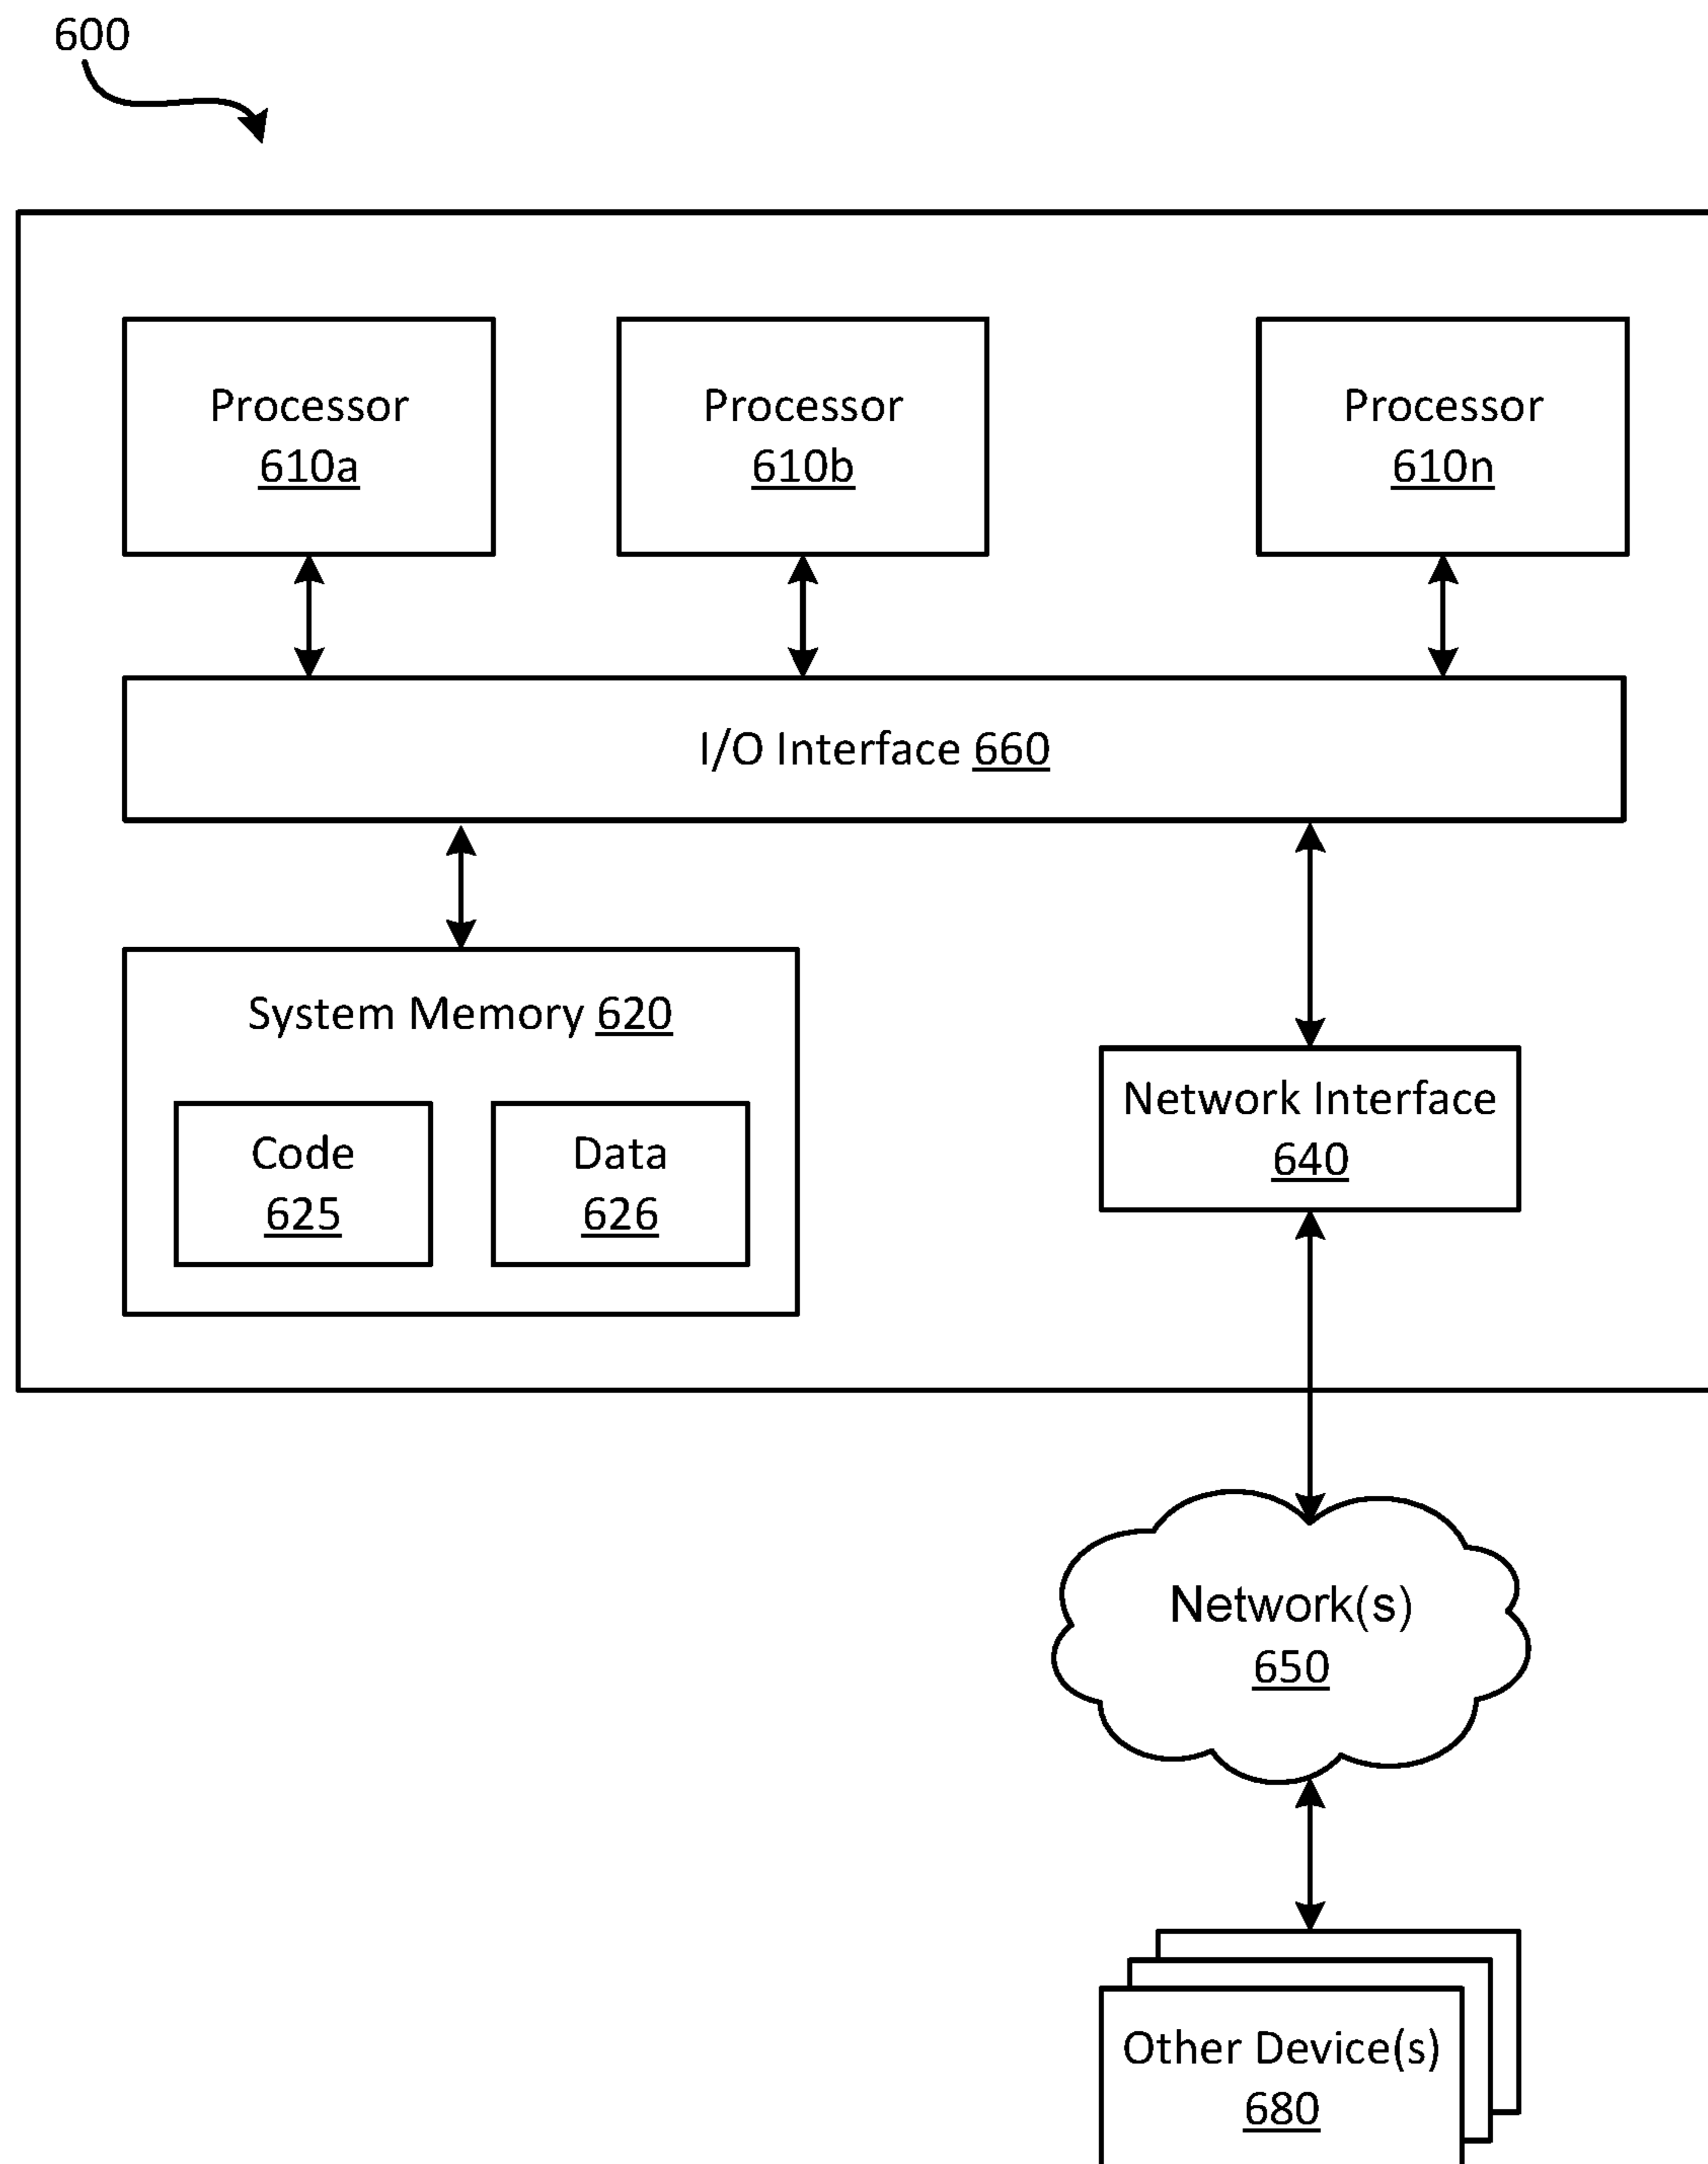 600
Processor
610a
Processor
610b
Processor
610n
I/O Interface 660
System Memory 620
Code
625
Data
626
Network Interface
640
Network(s)
650
Other Device(s)
680